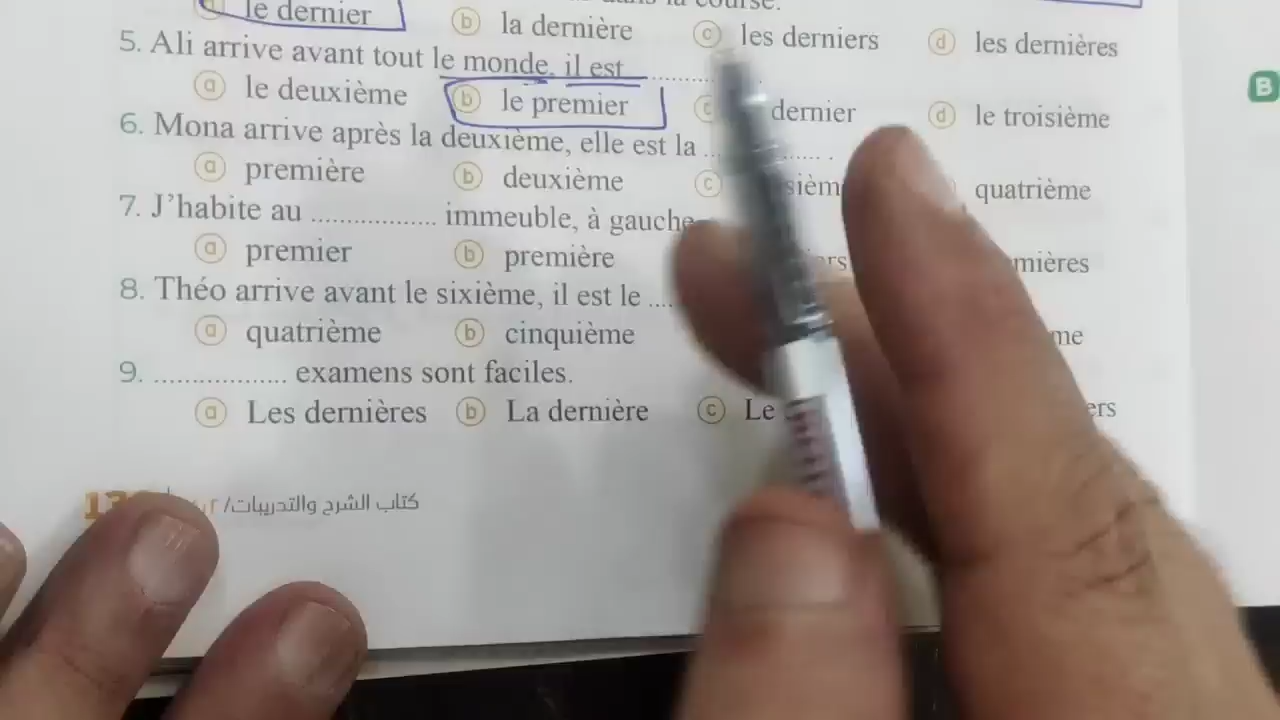 la course.
a le dernier b la dernière c les derniers d les dernières
5. Ali arrive avant tout le monde, il est ............
a le deuxième b le premier c dernier d le troisième
6. Mona arrive après la deuxième, elle est la .................. .
a première b deuxième c quatrième
7. J'habite au .................. immeuble, à gauche
a premier b première
8. Théo arrive avant le sixième, il est le ....
a quatrième b cinquième
9. ................... examens sont faciles.
a Les dernières b La dernière c Le
كتاب الشرح والتدريبات/
B